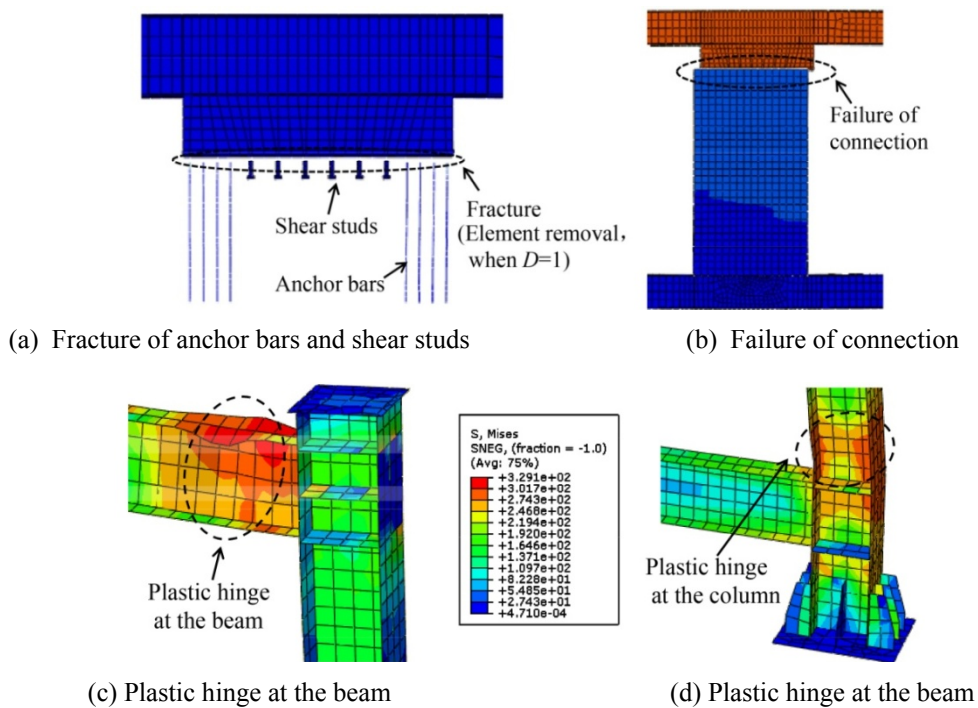 Shear studs
Anchor bars
Fracture
(Element removal,
when D=1)
Failure of
connection
(a) Fracture of anchor bars and shear studs
(b) Failure of connection
Plastic hinge
at the beam
S, Mises
SNEG, (fraction = -1.0)
(Avg: 75%)
+3.291e+02
+3.017e+02
+2.743e+02
+2.468e+02
+2.194e+02
+1.920e+02
+1.646e+02
+1.371e+02
+1.097e+02
+8.228e+01
+5.485e+01
+2.743e+01
+4.710e-04
Plastic hinge
at the column
(c) Plastic hinge at the beam
(d) Plastic hinge at the beam